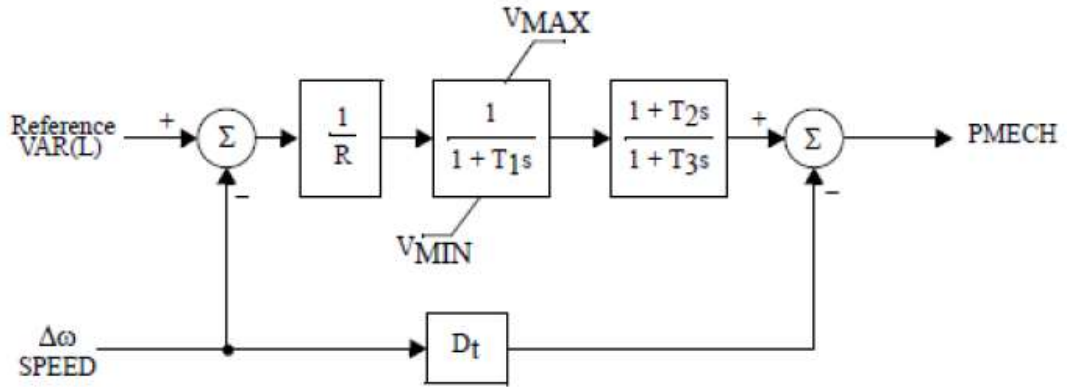 VMAX
Reference
VAR(L)
+
Σ
−
1
R
1
1 + T1s
VMIN
1 + T2s
1 + T3s
+
Σ
−
PMECH
Δω
SPEED
Dt